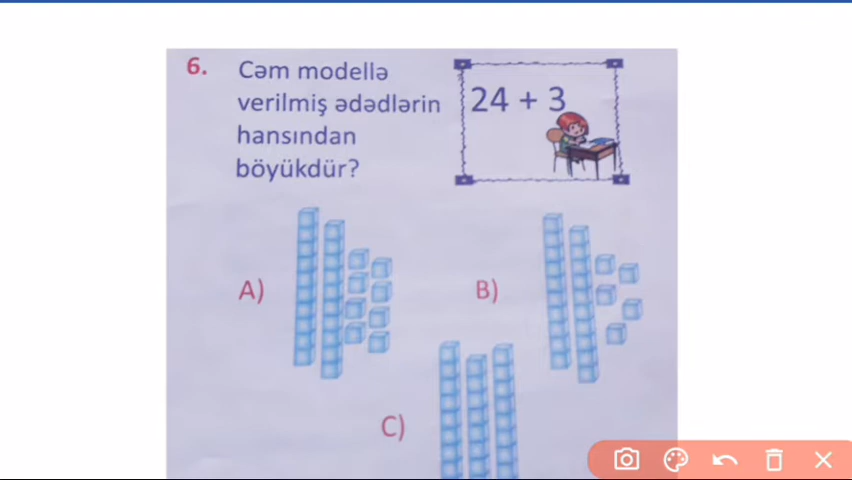 6. Cəm modellə
verilmiş ədədlərin
hansından
böyükdür?
24 + 3
A)
B)
C)